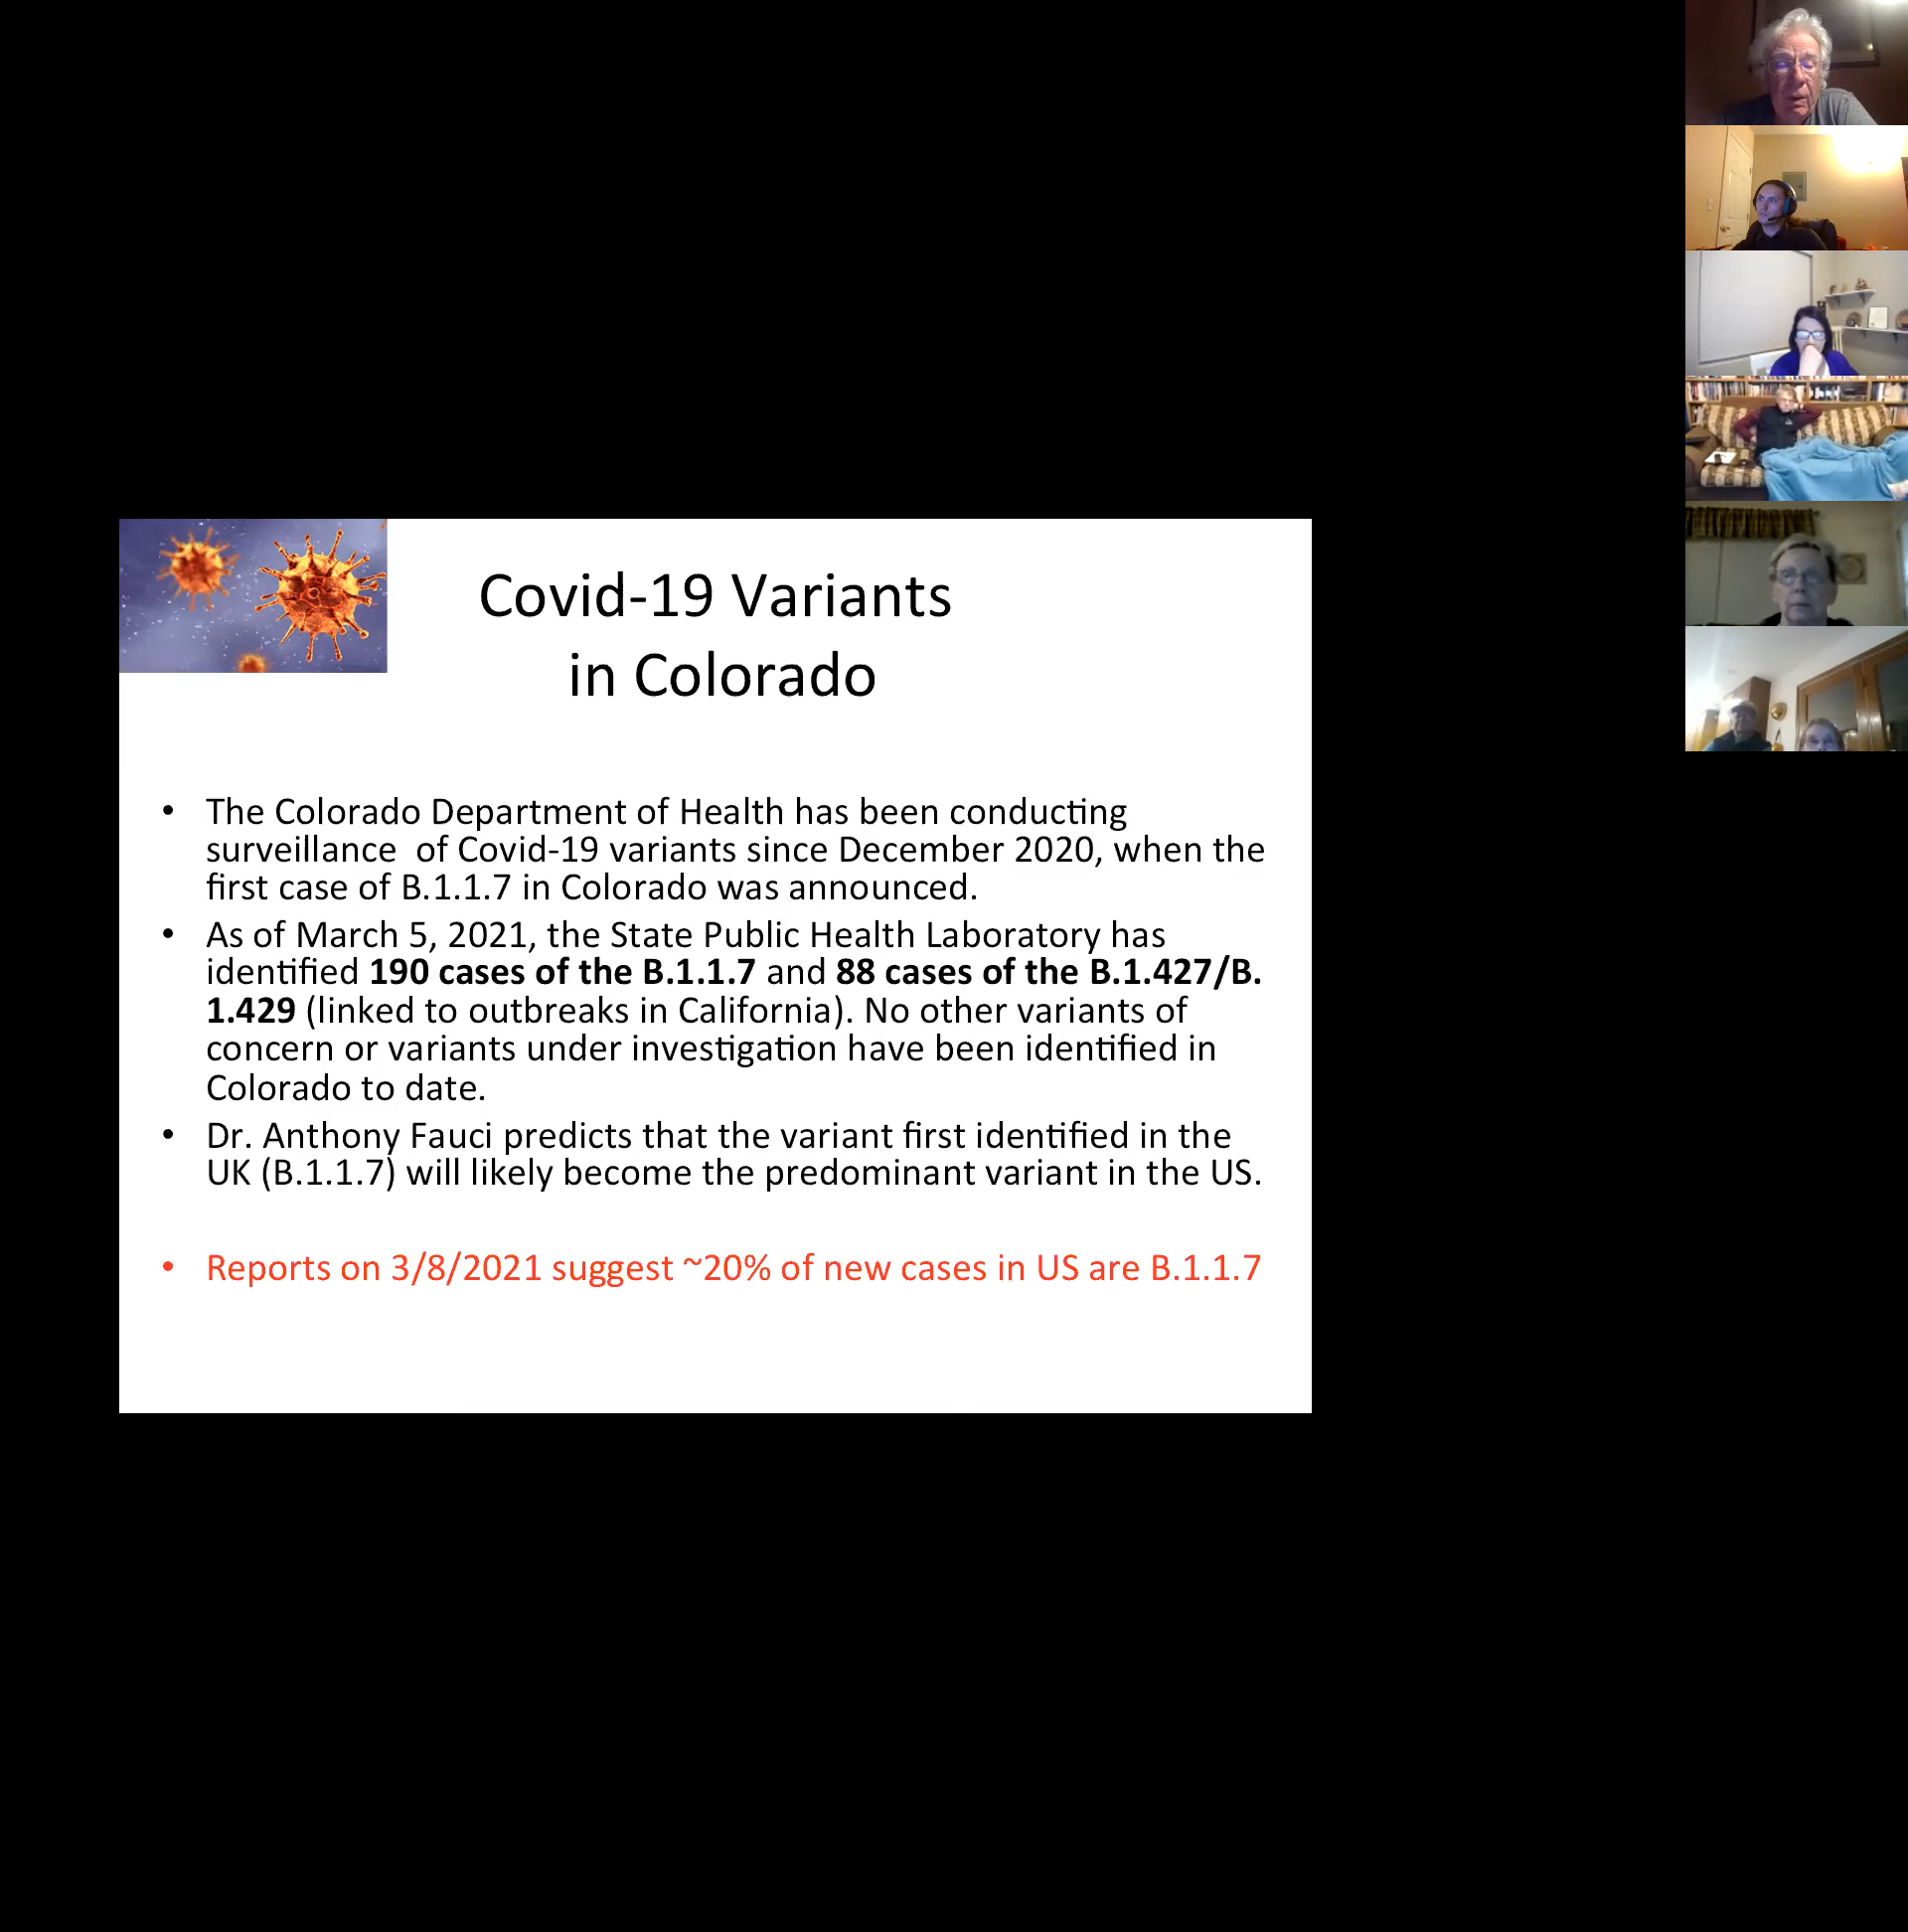 Covid-19 Variants
in Colorado
• The Colorado Department of Health has been conducting
surveillance  of Covid-19 variants since December 2020, when the
first case of B.1.1.7 in Colorado was announced.
• As of March 5, 2021, the State Public Health Laboratory has
identified 190 cases of the B.1.1.7 and 88 cases of the B.1.427/B.
1.429 (linked to outbreaks in California). No other variants of
concern or variants under investigation have been identified in
Colorado to date.
• Dr. Anthony Fauci predicts that the variant first identified in the
UK (B.1.1.7) will likely become the predominant variant in the US.
• Reports on 3/8/2021 suggest ~20% of new cases in US are B.1.1.7